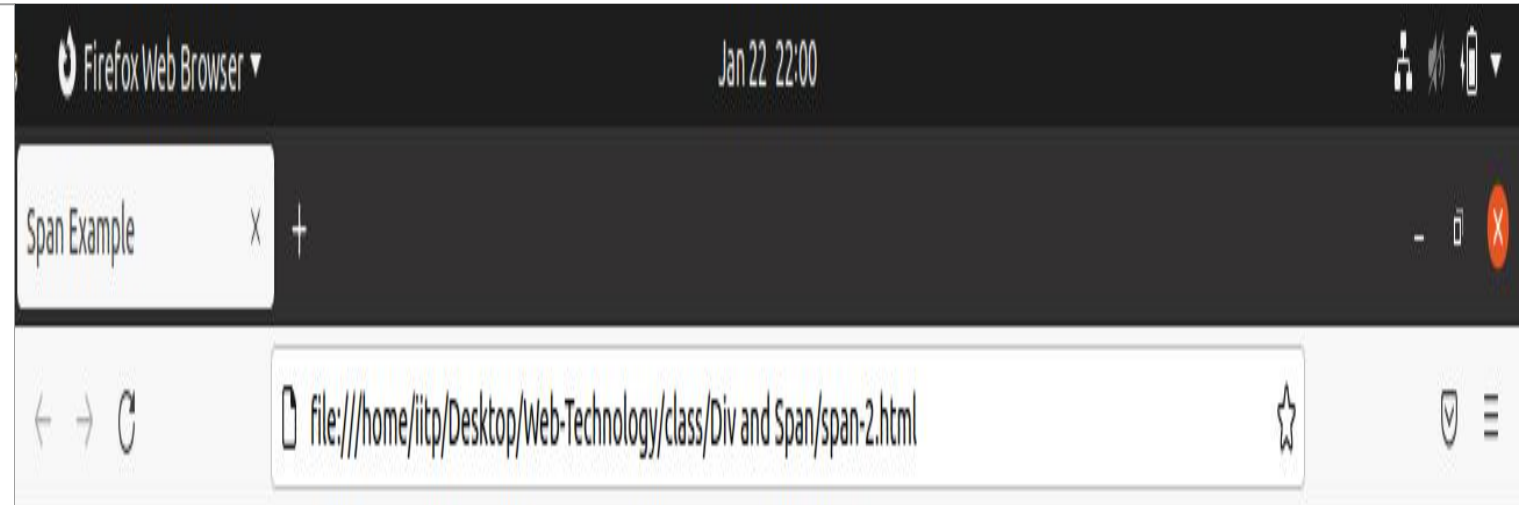 Firefox Web Browser
Jan 22 22:00
Span Example
file:///home/iitp/Desktop/Web-Technology/class/Div and Span/span-2.html